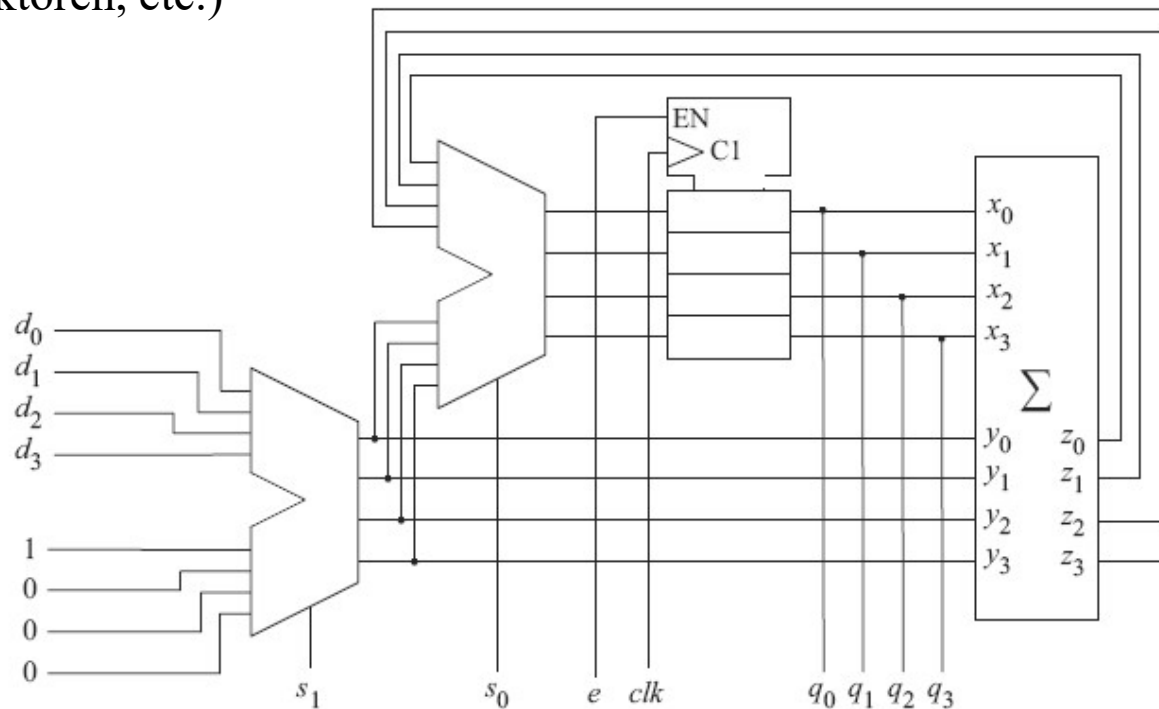 ktoren, etc.)
EN
C1
x0
x1
x2
x3
d0
d1
d2
d3
Σ
y0 z0
y1 z1
y2 z2
y3 z3
1
0
0
0
s1 s0 e clk q0 q1 q2 q3